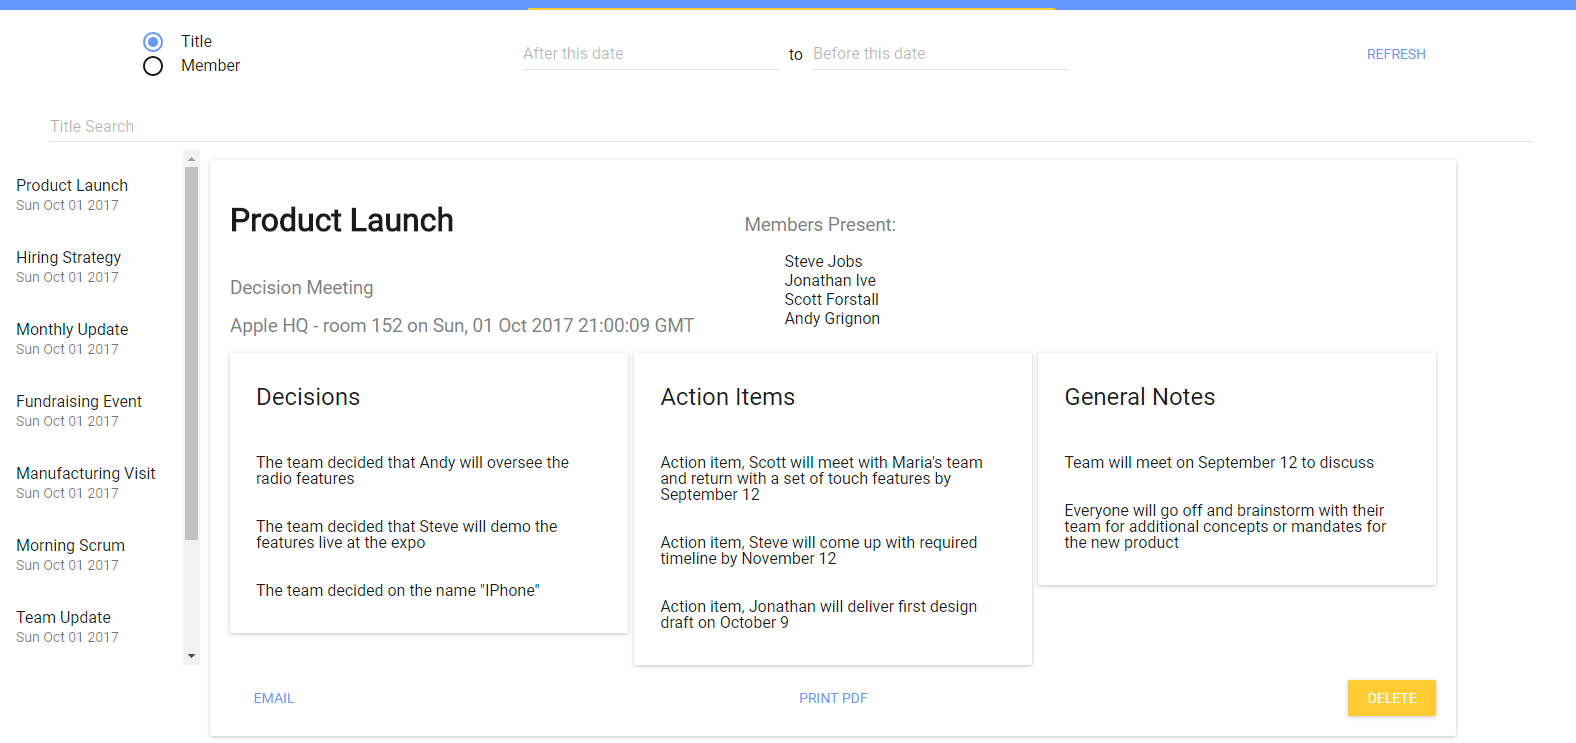 Title
Member
After this date to Before this date
REFRESH
Title Search
Product Launch
Sun Oct 01 2017
Hiring Strategy
Sun Oct 01 2017
Monthly Update
Sun Oct 01 2017
Fundraising Event
Sun Oct 01 2017
Manufacturing Visit
Sun Oct 01 2017
Morning Scrum
Sun Oct 01 2017
Team Update
Sun Oct 01 2017
Product Launch
Decision Meeting
Apple HQ - room 152 on Sun, 01 Oct 2017 21:00:09 GMT
Members Present:
Steve Jobs
Jonathan Ive
Scott Forstall
Andy Grignon
Decisions
The team decided that Andy will oversee the
radio features
The team decided that Steve will demo the
features live at the expo
The team decided on the name "IPhone"
Action Items
Action item, Scott will meet with Maria's team
and return with a set of touch features by
September 12
Action item, Steve will come up with required
timeline by November 12
Action item, Jonathan will deliver first design
draft on October 9
General Notes
Team will meet on September 12 to discuss
Everyone will go off and brainstorm with their
team for additional concepts or mandates for
the new product
EMAIL
PRINT PDF
DELETE